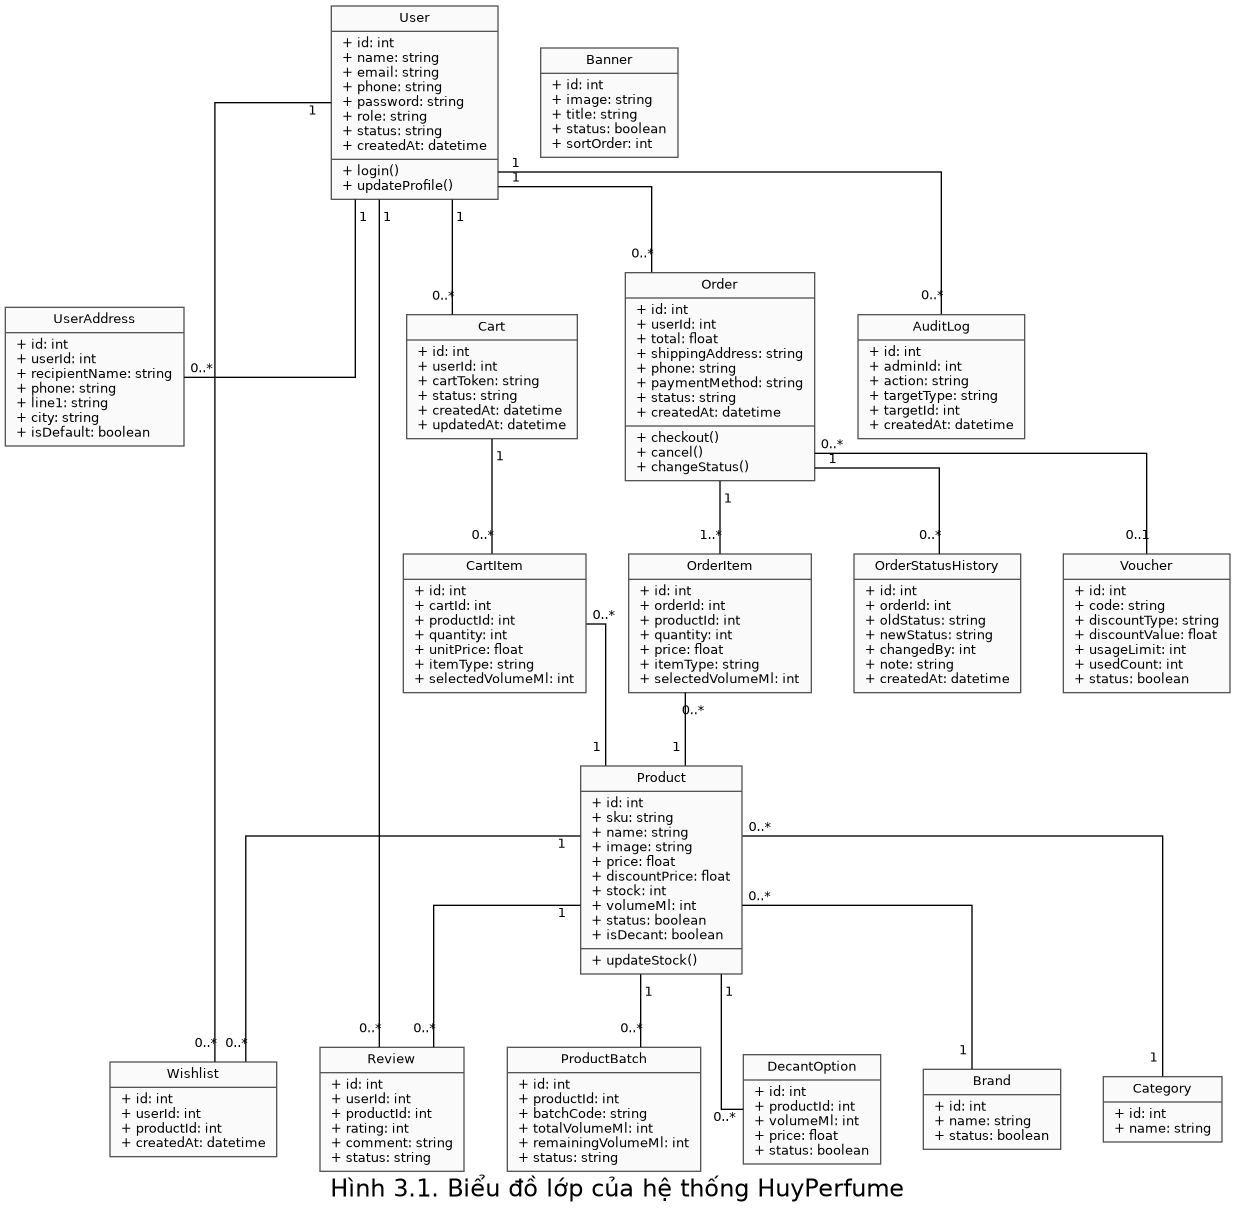 User
+ id: int
+ name: string
+ email: string
+ phone: string
+ password: string
+ role: string
+ status: string
+ createdAt: datetime
+ login()
+ updateProfile()
Banner
+ id: int
+ image: string
+ title: string
+ status: boolean
+ sortOrder: int
1
1
1
1
1
1
0..*
0..*
0..*
0..*
UserAddress
+ id: int
+ userId: int
+ recipientName: string
+ phone: string
+ line1: string
+ city: string
+ isDefault: boolean
Cart
+ id: int
+ userId: int
+ cartToken: string
+ status: string
+ createdAt: datetime
+ updatedAt: datetime
Order
+ id: int
+ userId: int
+ total: float
+ shippingAddress: string
+ phone: string
+ paymentMethod: string
+ status: string
+ createdAt: datetime
+ checkout()
+ cancel()
+ changeStatus()
AuditLog
+ id: int
+ adminId: int
+ action: string
+ targetType: string
+ targetId: int
+ createdAt: datetime
0..*
1
1
1
0..*
1..*
0..*
0..1
CartItem
+ id: int
+ cartId: int
+ productId: int
+ quantity: int
+ unitPrice: float
+ itemType: string
+ selectedVolumeMl: int
OrderItem
+ id: int
+ orderId: int
+ productId: int
+ quantity: int
+ price: float
+ itemType: string
+ selectedVolumeMl: int
OrderStatusHistory
+ id: int
+ orderId: int
+ oldStatus: string
+ newStatus: string
+ changedBy: int
+ note: string
+ createdAt: datetime
Voucher
+ id: int
+ code: string
+ discountType: string
+ discountValue: float
+ usageLimit: int
+ usedCount: int
+ status: boolean
0..*
0..*
1
1
Product
+ id: int
+ sku: string
+ name: string
+ image: string
+ price: float
+ discountPrice: float
+ stock: int
+ volumeMl: int
+ status: boolean
+ isDecant: boolean
+ updateStock()
0..*
1
0..*
1
1
1
0..*
0..*
0..*
0..*
0..*
0..*
1
1
Wishlist
+ id: int
+ userId: int
+ productId: int
+ createdAt: datetime
Review
+ id: int
+ userId: int
+ productId: int
+ rating: int
+ comment: string
+ status: string
ProductBatch
+ id: int
+ productId: int
+ batchCode: string
+ totalVolumeMl: int
+ remainingVolumeMl: int
+ status: string
DecantOption
+ id: int
+ productId: int
+ volumeMl: int
+ price: float
+ status: boolean
Brand
+ id: int
+ name: string
+ status: boolean
Category
+ id: int
+ name: string
Hình 3.1. Biểu đồ lớp của hệ thống HuyPerfume